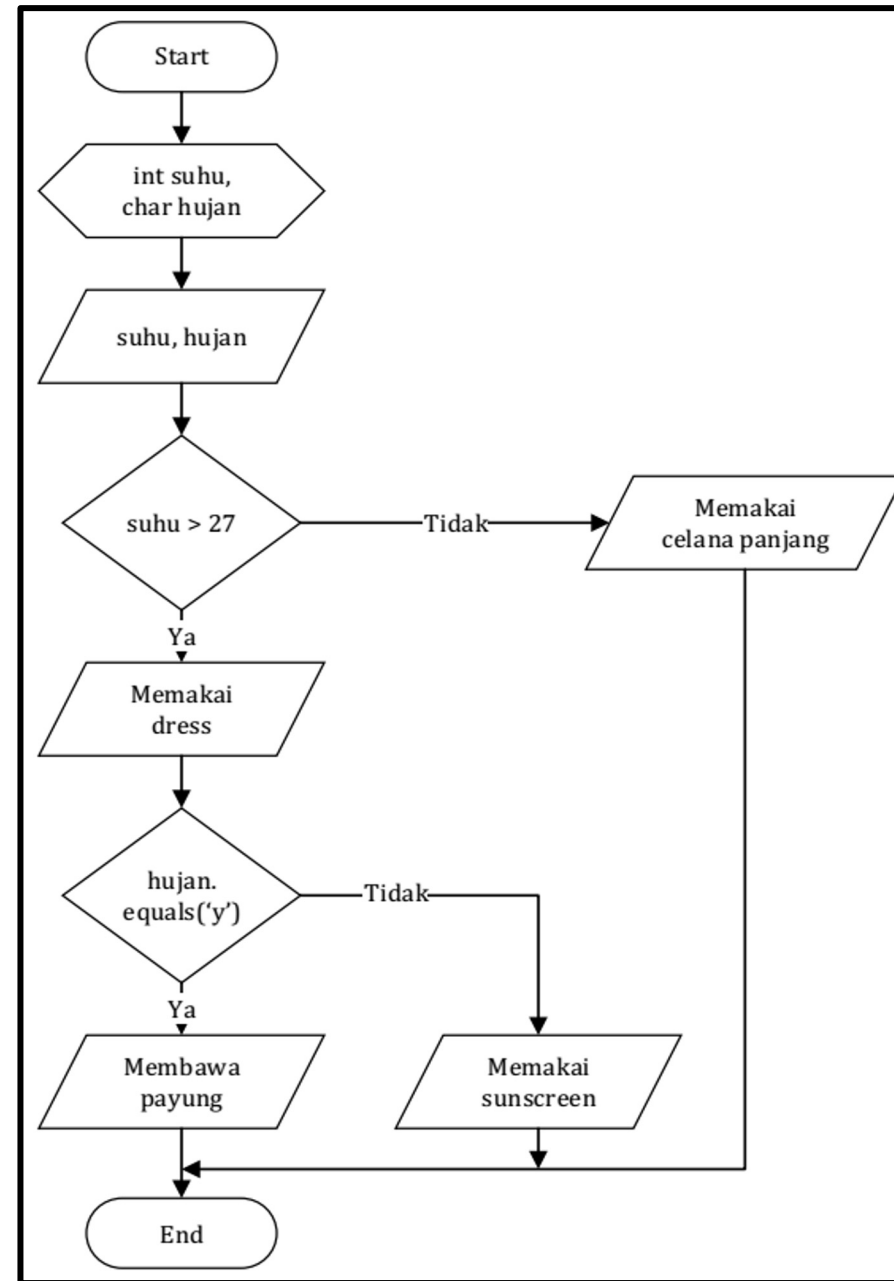 Start
int suhu,
char hujan
suhu, hujan
suhu > 27
Tidak
Memakai
celana panjang
Ya
Memakai
dress
hujan.
equals(‘y’)
Tidak
Ya
Membawa
payung
Memakai
sunscreen
End